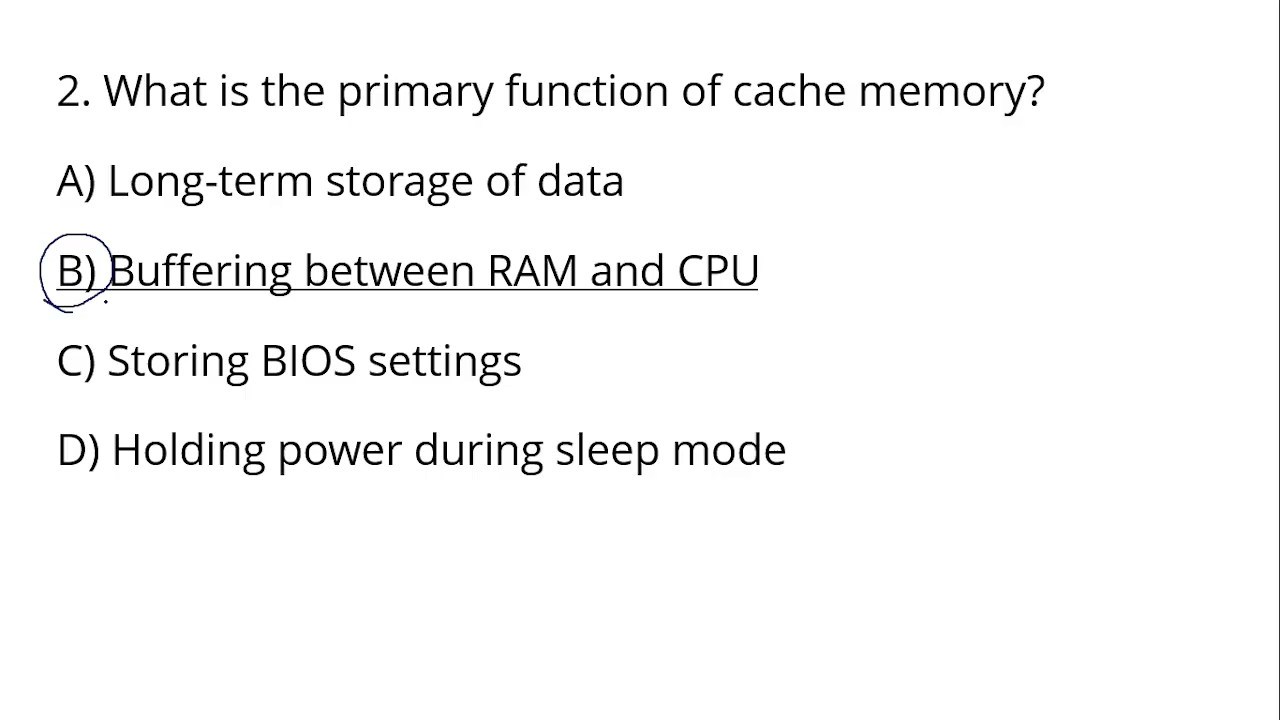 2. What is the primary function of cache memory?
A) Long-term storage of data
B) Buffering between RAM and CPU
C) Storing BIOS settings
D) Holding power during sleep mode